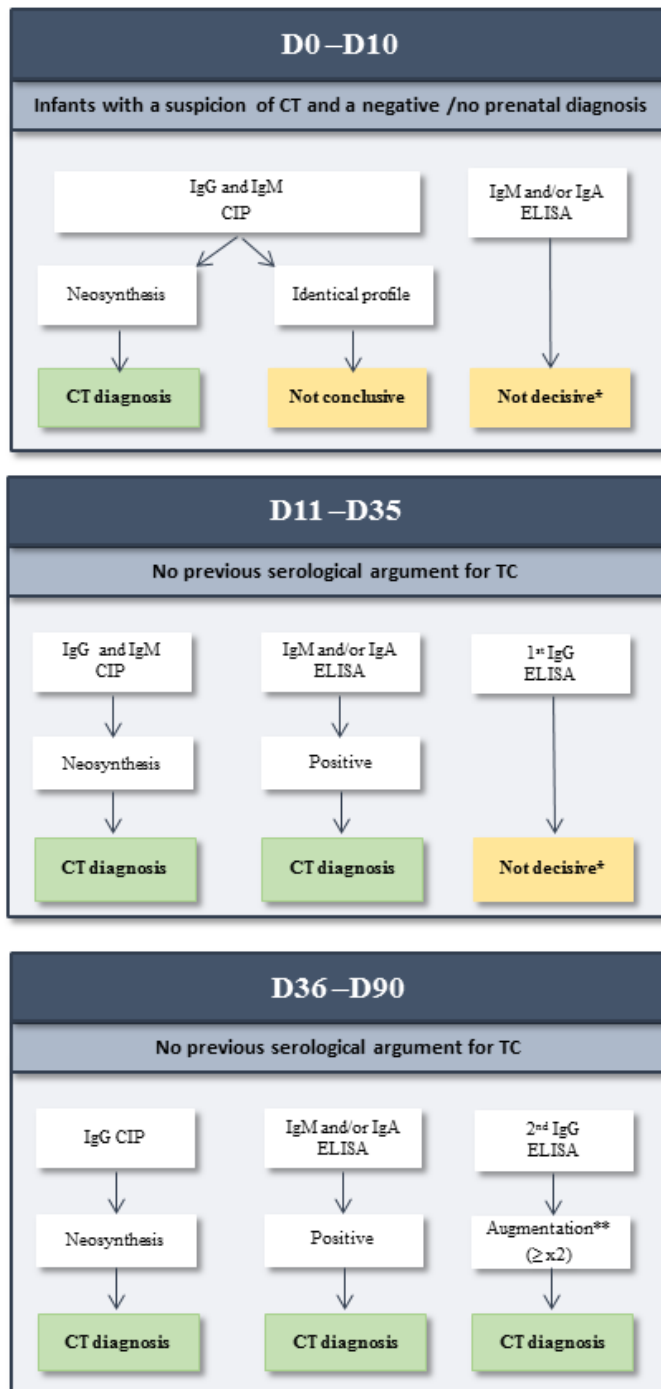 D0 –D10
Infants with a suspicion of CT and a negative /no prenatal diagnosis
IgG and IgM
CIP
IgM and/or IgA
ELISA
Neosynthesis
Identical profile
CT diagnosis
Not conclusive
Not decisive*
D11 –D35
No previous serological argument for TC
IgG and IgM
CIP
IgM and/or IgA
ELISA
1st IgG
ELISA
Neosynthesis
Positive
CT diagnosis
CT diagnosis
Not decisive*
D36 –D90
No previous serological argument for TC
IgG CIP
IgM and/or IgA
ELISA
2nd IgG
ELISA
Neosynthesis
Positive
Augmentation**
(≥ x2)
CT diagnosis
CT diagnosis
CT diagnosis